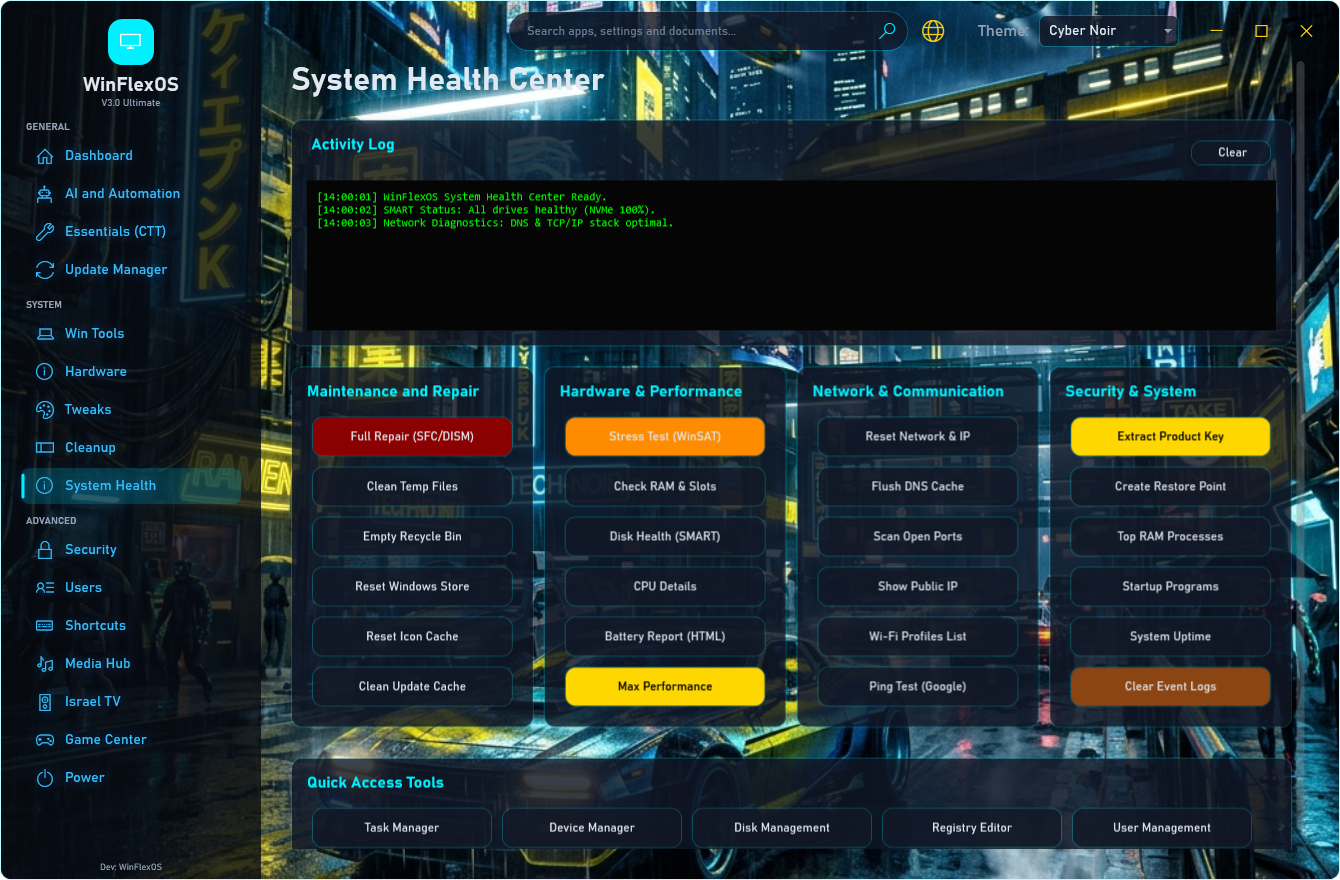 Search apps, settings and documents...
Theme:
Cyber Noir
WinFlexOS
V3.0 Ultimate
GENERAL
Dashboard
AI and Automation
Essentials (CTT)
Update Manager
SYSTEM
Win Tools
Hardware
Tweaks
Cleanup
System Health
ADVANCED
Security
Users
Shortcuts
Media Hub
Israel TV
Game Center
Power
Dev: WinFlexOS
System Health Center
Activity Log
Clear
[14:00:01] WinFlexOS System Health Center Ready.
[14:00:02] SMART Status: All drives healthy (NVMe 100%).
[14:00:03] Network Diagnostics: DNS & TCP/IP stack optimal.
Maintenance and Repair
Full Repair (SFC/DISM)
Clean Temp Files
Empty Recycle Bin
Reset Windows Store
Reset Icon Cache
Clean Update Cache
Hardware & Performance
Stress Test (WinSAT)
Check RAM & Slots
Disk Health (SMART)
CPU Details
Battery Report (HTML)
Max Performance
Network & Communication
Reset Network & IP
Flush DNS Cache
Scan Open Ports
Show Public IP
Wi-Fi Profiles List
Ping Test (Google)
Security & System
Extract Product Key
Create Restore Point
Top RAM Processes
Startup Programs
System Uptime
Clear Event Logs
Quick Access Tools
Task Manager
Device Manager
Disk Management
Registry Editor
User Management
ケィエプンK
RAMEN
TAKE